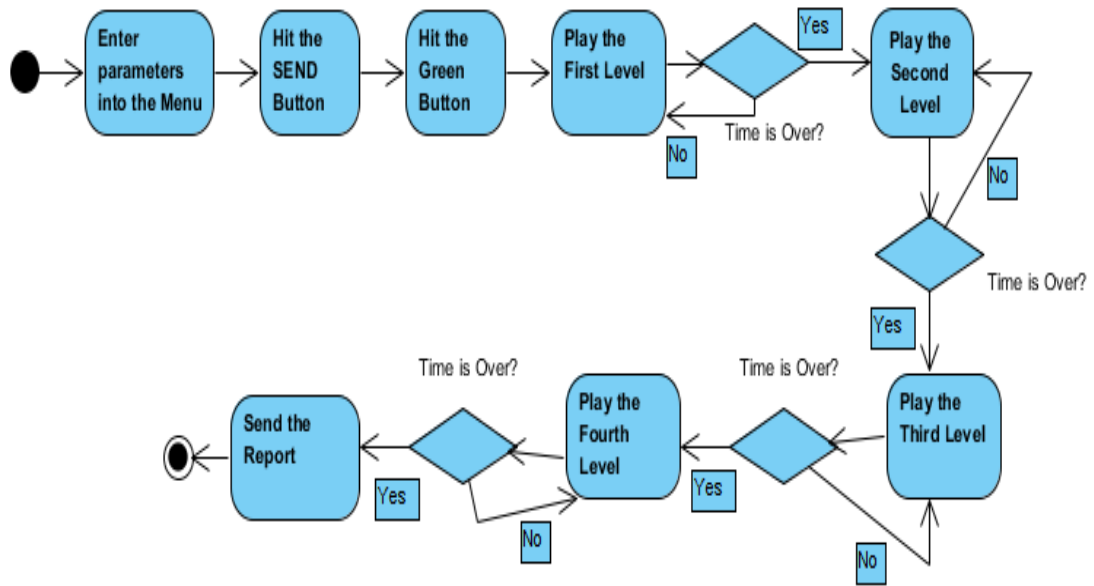 Enter
parameters
into the Menu
Hit the
SEND
Button
Hit the
Green
Button
Play the
First Level
Yes
Time is Over?
No
Play the
Second
Level
No
Time is Over?
Yes
Play the
Third Level
Time is Over?
No
Yes
Play the
Fourth
Level
Time is Over?
No
Yes
Send the
Report